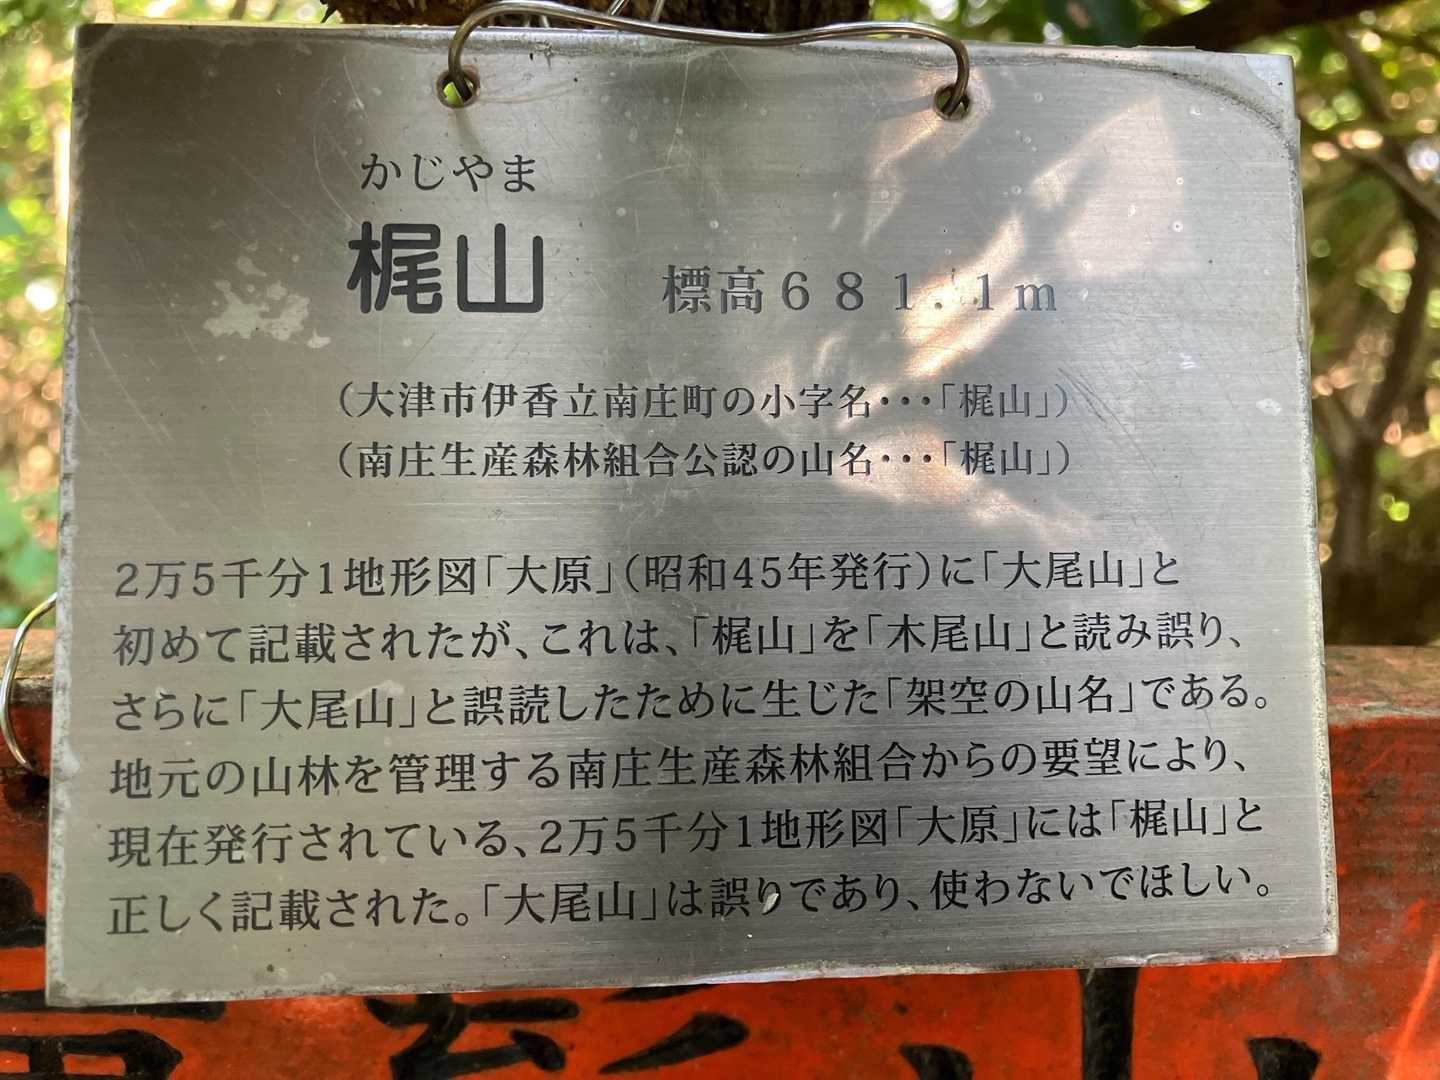 かじやま
梶山 標高681.1m
(大津市伊香立南庄町の小字名･･･「梶山」)
(南庄生産森林組合公認の山名･･･「梶山」)
2万5千分1地形図「大原」(昭和45年発行)に「大尾山」と
初めて記載されたが、これは、「梶山」を「木尾山」と読み誤り、
さらに「大尾山」と誤読したために生じた「架空の山名」である。
地元の山林を管理する南庄生産森林組合からの要望により、
現在発行されている、2万5千分1地形図「大原」には「梶山」と
正しく記載された。「大尾山」は誤りであり、使わないでほしい。